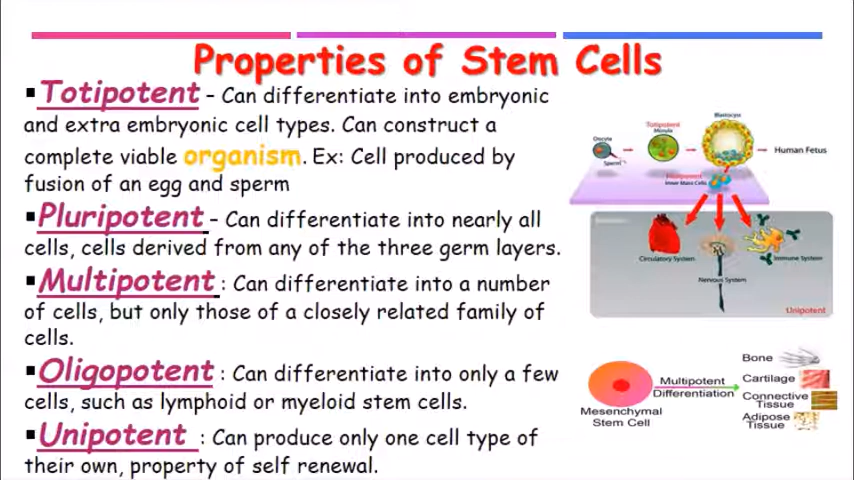 Properties of Stem Cells
▪Totipotent – Can differentiate into embryonic
and extra embryonic cell types. Can construct a
complete viable organism. Ex: Cell produced by
fusion of an egg and sperm
▪Pluripotent – Can differentiate into nearly all
cells, cells derived from any of the three germ layers.
▪Multipotent : Can differentiate into a number
of cells, but only those of a closely related family of
cells.
▪Oligopotent : Can differentiate into only a few
cells, such as lymphoid or myeloid stem cells.
▪Unipotent : Can produce only one cell type of
their own, property of self renewal.
Blastocyst
Totipotent
Morula
Oocyte
Sperm
Human Fetus
Pluripotent
Inner Mass Cells
Circulatory System
Nervous System
Immune System
Unipotent
Mesenchymal
Stem Cell
Multipotent
Differentiation
Bone
Cartilage
Connective
Tissue
Adipose
Tissue